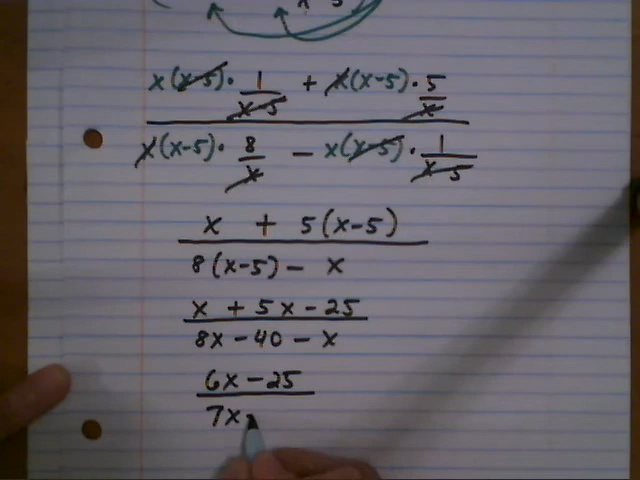 x(x-5) · 1/(x-5) + x(x-5) · 5/x
x(x-5) · 8/x − x(x-5) · 1/(x-5)
x + 5(x-5)
8(x-5) − x
x + 5x − 25
8x − 40 − x
6x − 25
7x